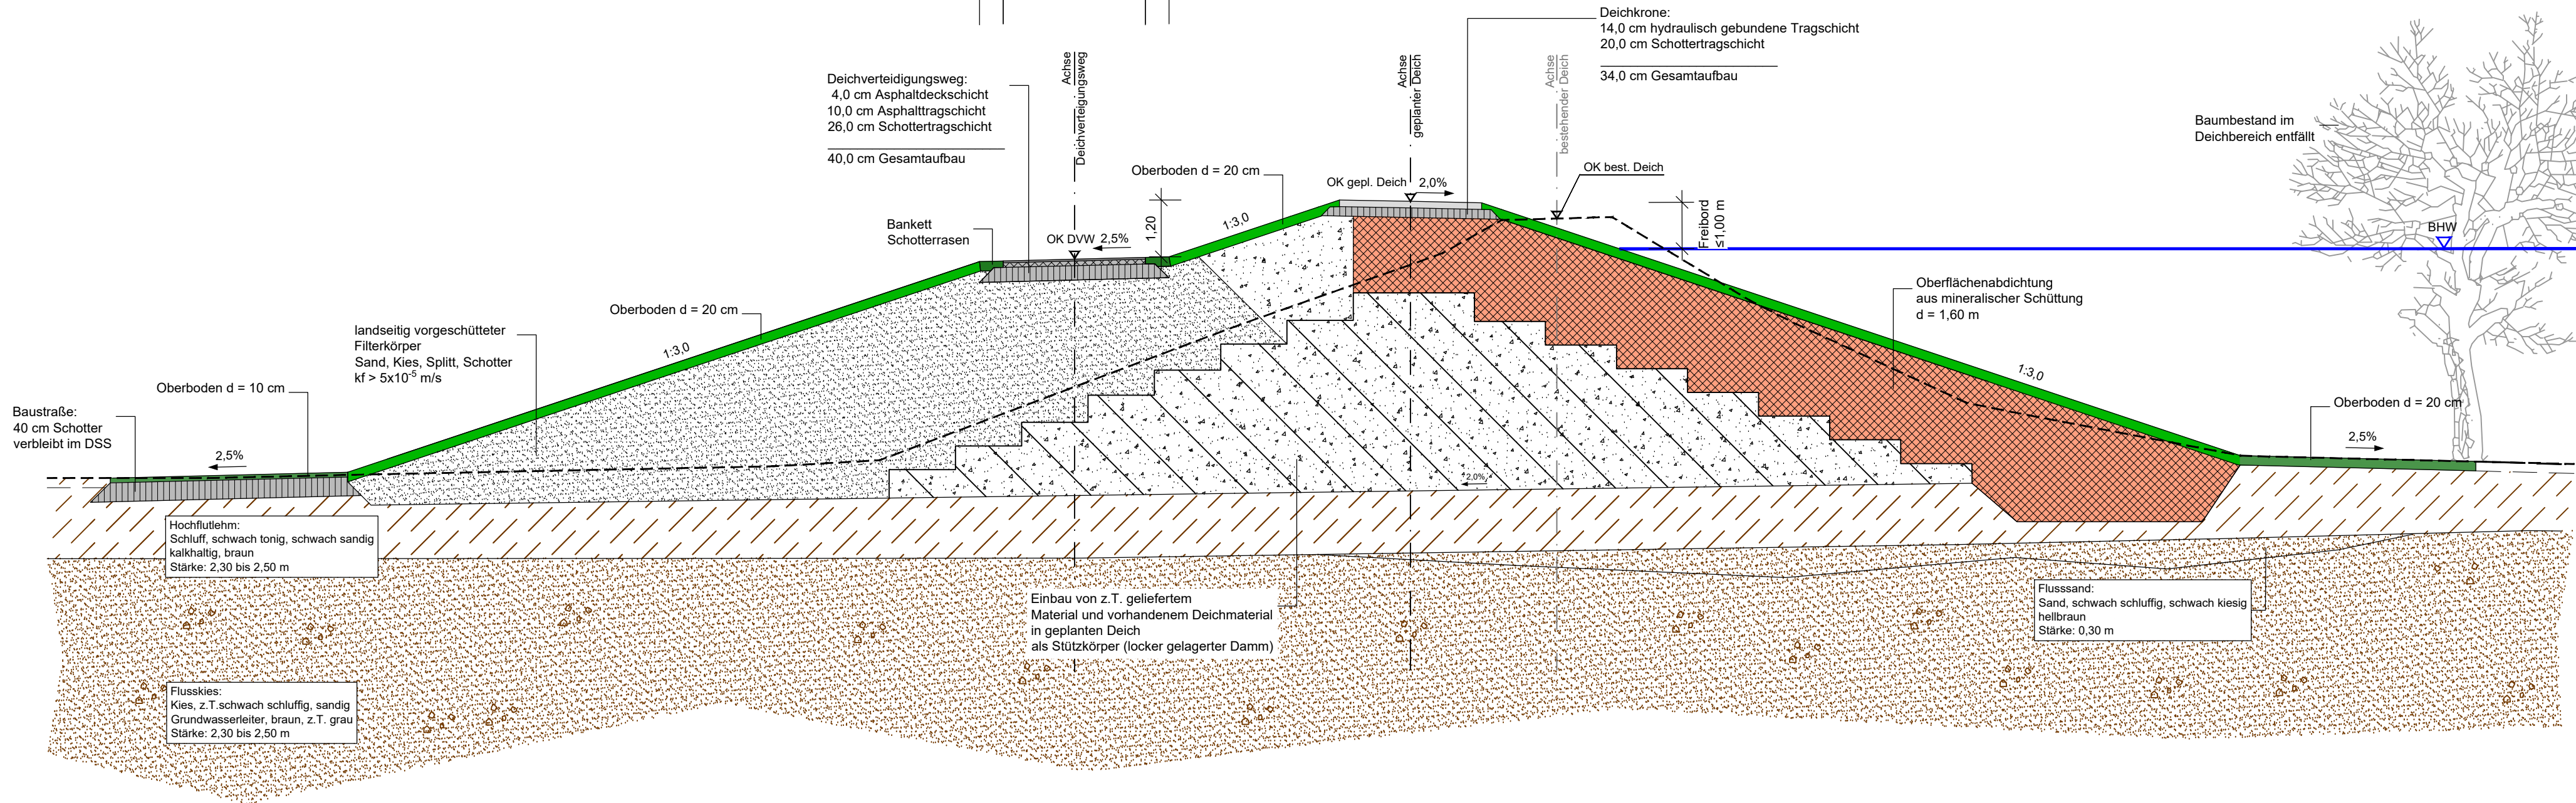 Deichkrone:
14,0 cm hydraulisch gebundene Tragschicht
20,0 cm Schottertragschicht
34,0 cm Gesamtaufbau
Deichverteidigungsweg:
4,0 cm Asphaltdeckschicht
10,0 cm Asphalttragschicht
26,0 cm Schottertragschicht
40,0 cm Gesamtaufbau
Achse
Deichverteigungsweg
Achse
geplanter Deich
Achse
bestehender Deich
Baumbestand im
Deichbereich entfällt
Oberboden d = 20 cm
OK gepl. Deich
2,0%
OK best. Deich
Bankett
Schotterrasen
OK DVW
2,5%
1,20
1:3,0
Freibord
≤1,00 m
BHW
Oberflächenabdichtung
aus mineralischer Schüttung
d = 1,60 m
Oberboden d = 20 cm
landseitig vorgeschütteter
Filterkörper
Sand, Kies, Splitt, Schotter
kf > 5x10-5 m/s
1:3,0
1:3,0
Oberboden d = 10 cm
Baustraße:
40 cm Schotter
verbleibt im DSS
2,5%
Oberboden d = 20 cm
2,5%
2,0%
Hochflutlehm:
Schluff, schwach tonig, schwach sandig
kalkhaltig, braun
Stärke: 2,30 bis 2,50 m
Einbau von z.T. geliefertem
Material und vorhandenem Deichmaterial
in geplanten Deich
als Stützkörper (locker gelagerter Damm)
Flusssand:
Sand, schwach schluffig, schwach kiesig
hellbraun
Stärke: 0,30 m
Flusskies:
Kies, z.T.schwach schluffig, sandig
Grundwasserleiter, braun, z.T. grau
Stärke: 2,30 bis 2,50 m